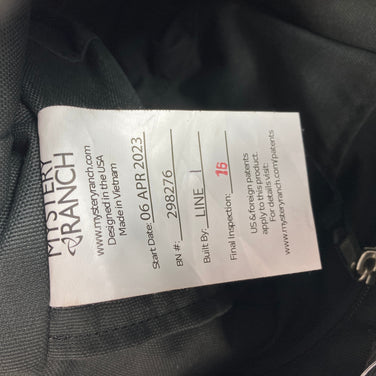 MYSTERY
RANCH
www.mysteryranch.com
Designed in the USA
Made in Vietnam
Start Date: 06 APR 2023
BN #: 298276
Built By: LINE 1
Final Inspection: 16
US & foreign patents
apply to this product.
For details visit:
www.mysteryranch.com/patents